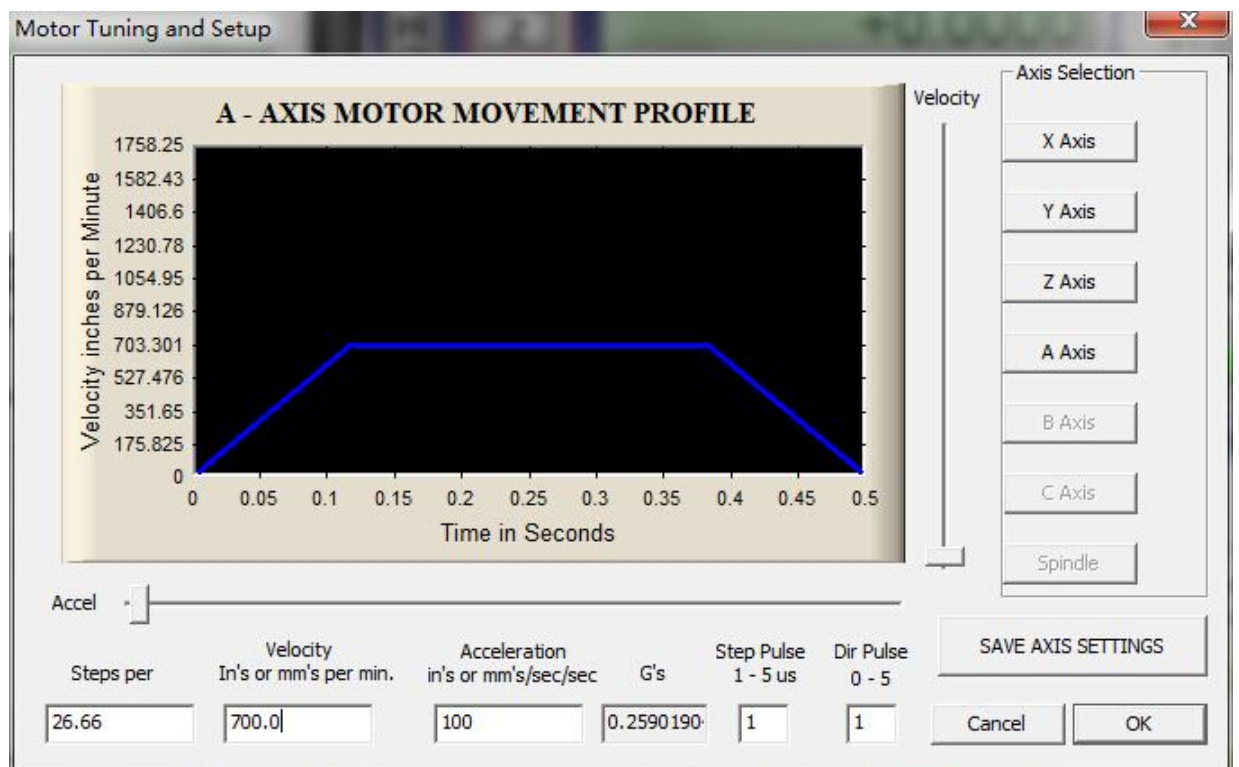 Motor Tuning and Setup
+0.0000
Z
X
A - AXIS MOTOR MOVEMENT PROFILE
Velocity inches per Minute
1758.25
1582.43
1406.6
1230.78
1054.95
879.126
703.301
527.476
351.65
175.825
0
0 0.05 0.1 0.15 0.2 0.25 0.3 0.35 0.4 0.45 0.5
Time in Seconds
Velocity
Axis Selection
X Axis
Y Axis
Z Axis
A Axis
B Axis
C Axis
Spindle
Accel
SAVE AXIS SETTINGS
Steps per
Velocity
In's or mm's per min.
Acceleration
in's or mm's/sec/sec
G's
Step Pulse
1 - 5 us
Dir Pulse
0 - 5
26.66 700.0 100 0.2590190 1 1
Cancel OK